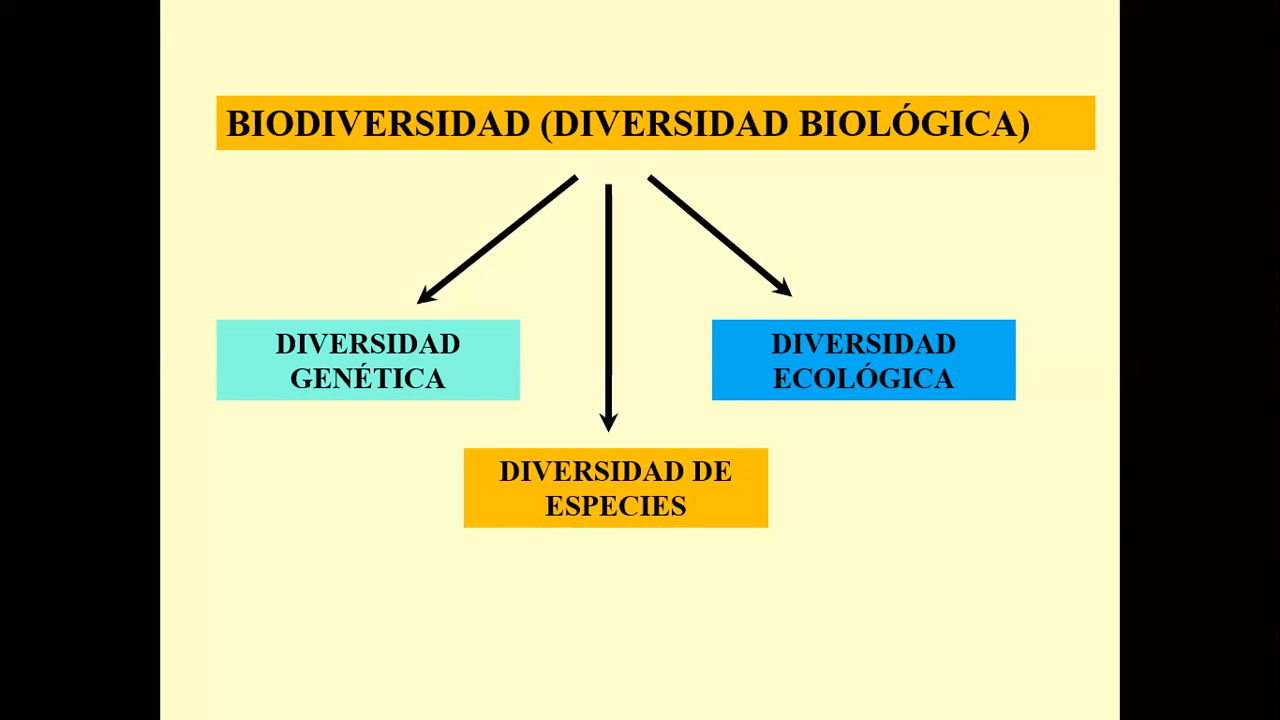 BIODIVERSIDAD (DIVERSIDAD BIOLÓGICA)
DIVERSIDAD
GENÉTICA
DIVERSIDAD
ECOLÓGICA
DIVERSIDAD DE
ESPECIES